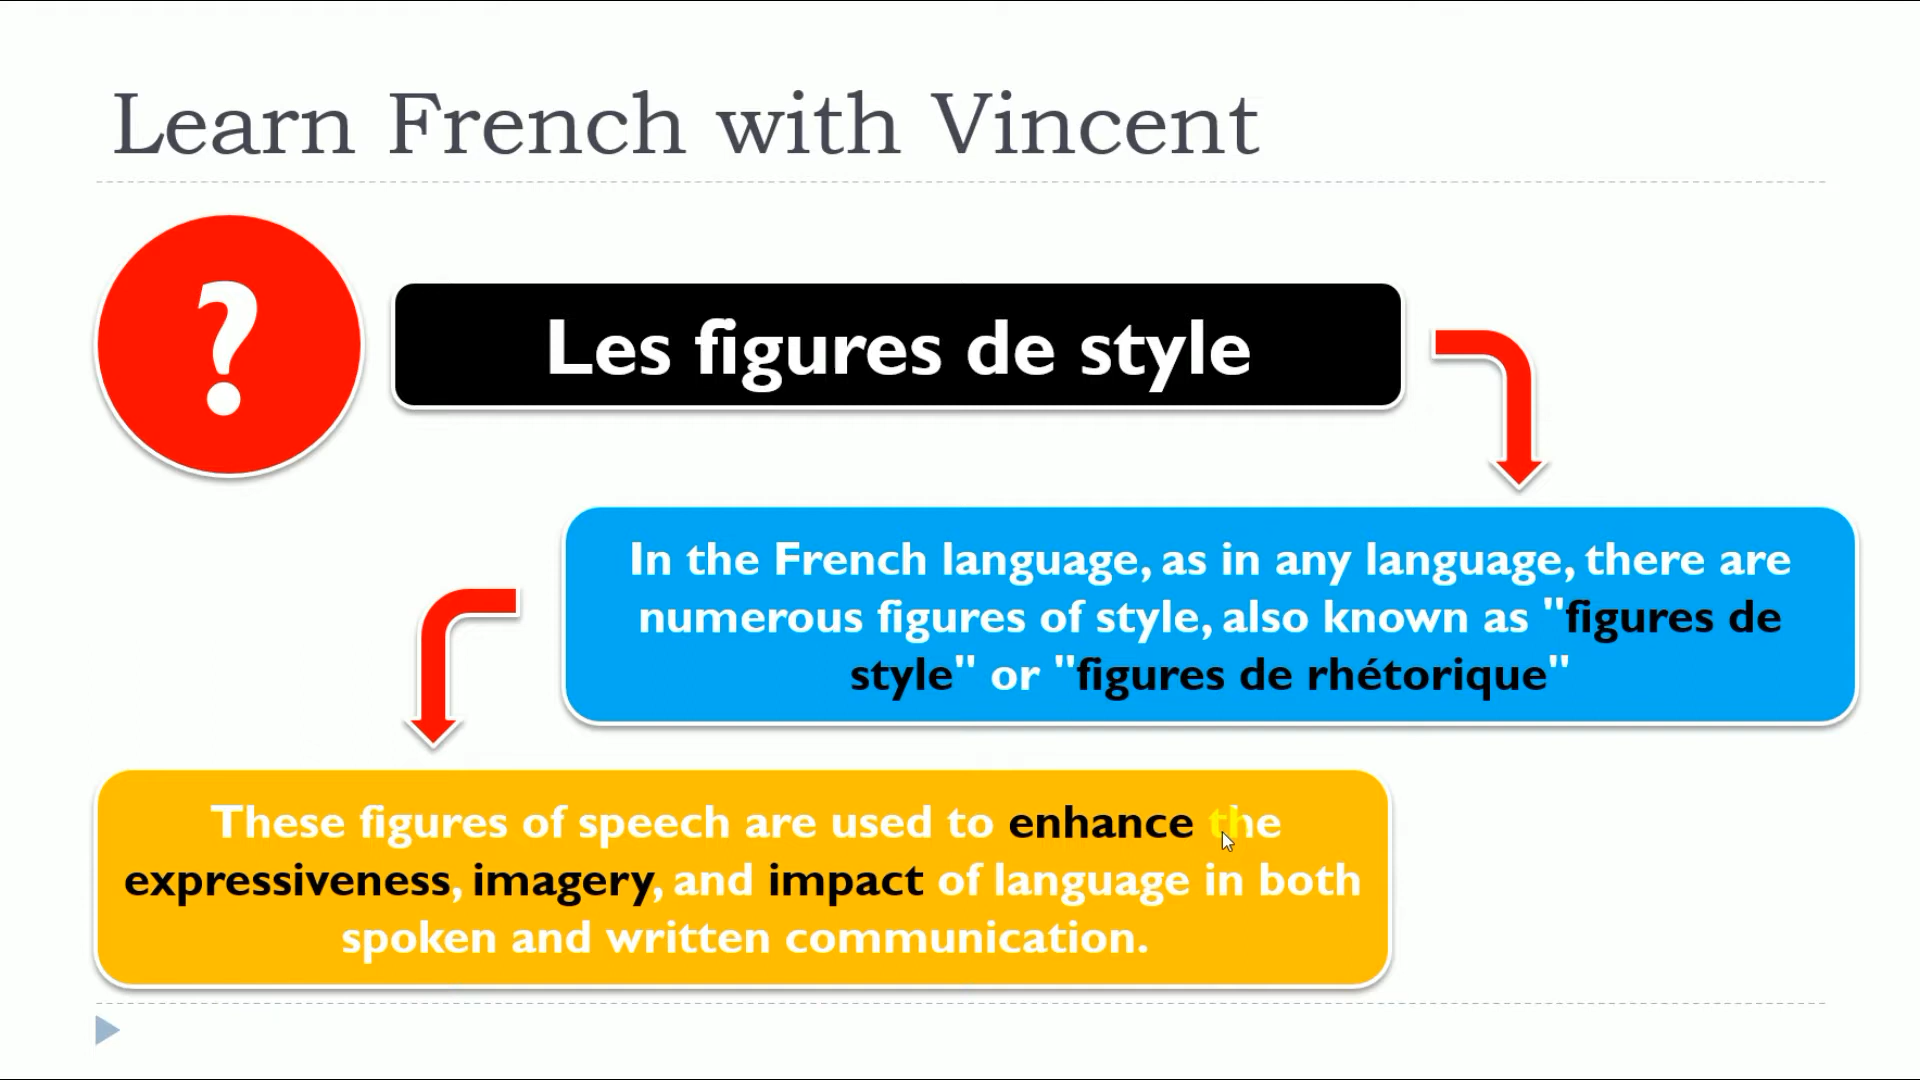 Learn French with Vincent
?
Les figures de style
In the French language, as in any language, there are
numerous figures of style, also known as "figures de
style" or "figures de rhétorique"
These figures of speech are used to enhance the
expressiveness, imagery, and impact of language in both
spoken and written communication.